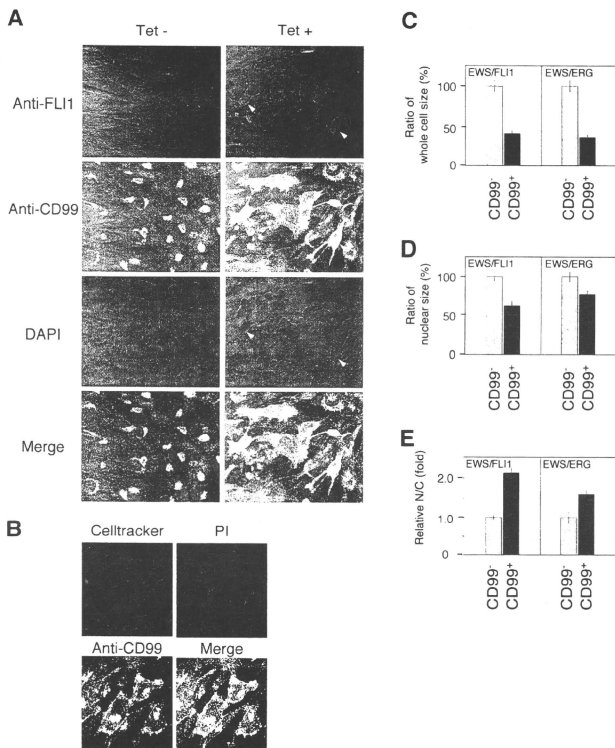 A
Tet -
Tet +
Anti-FLI1
Anti-CD99
DAPI
Merge
B
Celltracker
PI
Anti-CD99
Merge
C
Ratio of
whole cell size (%)
EWS/FLI1
EWS/ERG
100
50
0
CD99-
CD99+
CD99-
CD99+
D
Ratio of
nuclear size (%)
EWS/FLI1
EWS/ERG
100
50
0
CD99-
CD99+
CD99-
CD99+
E
Relative N/C (fold)
EWS/FLI1
EWS/ERG
2.0
1.0
0
CD99-
CD99+
CD99-
CD99+